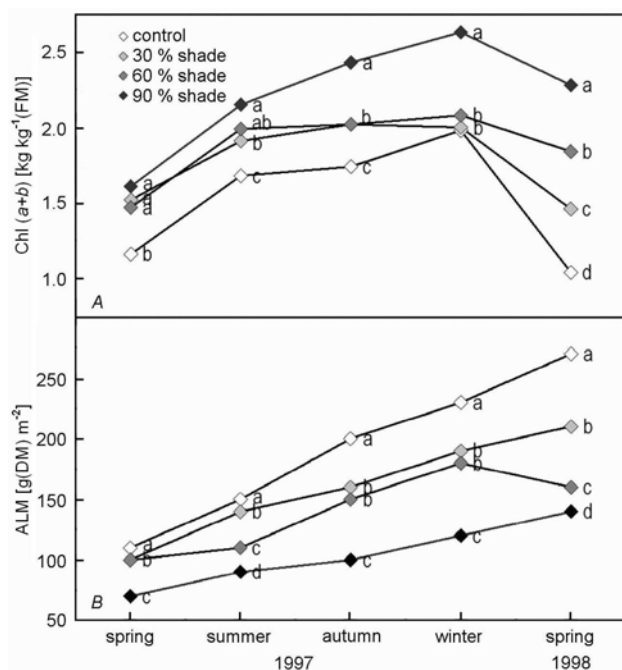 control
30 % shade
60 % shade
90 % shade
Chl (a+b) [kg kg⁻¹(FM)]
2.5
2.0
1.5
1.0
a
a
a
b
a
ab
b
c
a
b
c
a
b
b
a
b
c
d
A
ALM [g(DM) m⁻²
250
200
150
100
50
b
c
a
b
c
d
a
b
b
c
a
b
b
c
a
b
c
d
B
spring
summer
autumn
winter
spring
1997
1998